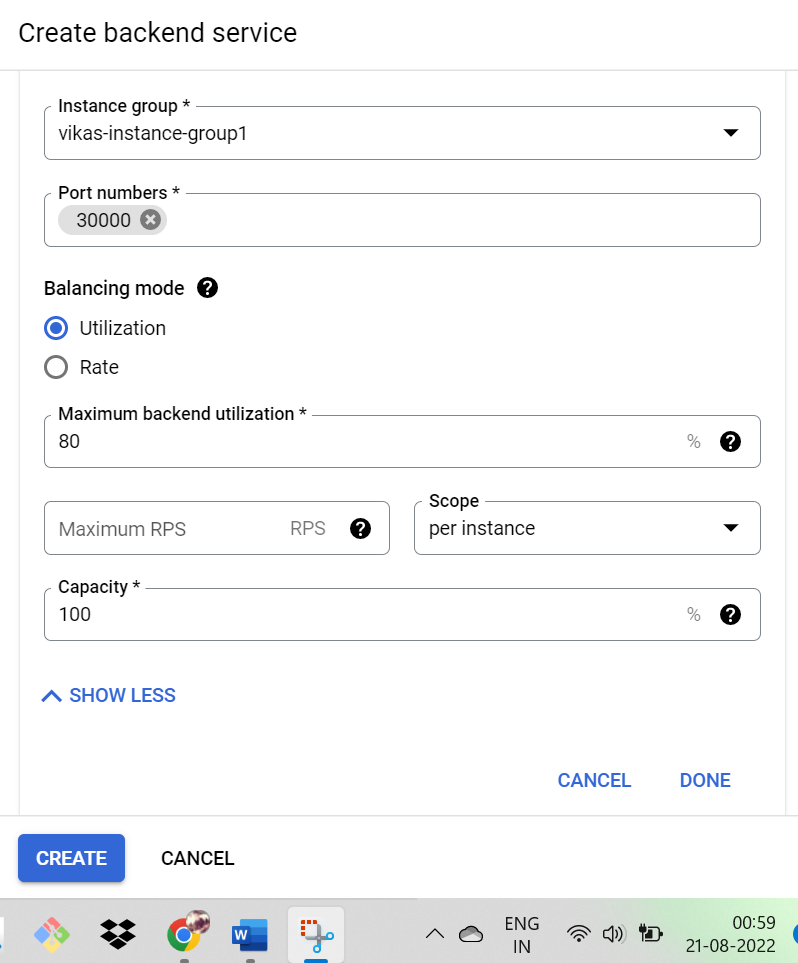 Create backend service
Instance group *
vikas-instance-group1
Port numbers *
30000
Balancing mode
Utilization
Rate
Maximum backend utilization *
80 %
Maximum RPS RPS
Scope
per instance
Capacity *
100 %
SHOW LESS
CANCEL DONE
CREATE CANCEL
W
ENG
IN
00:59
21-08-2022